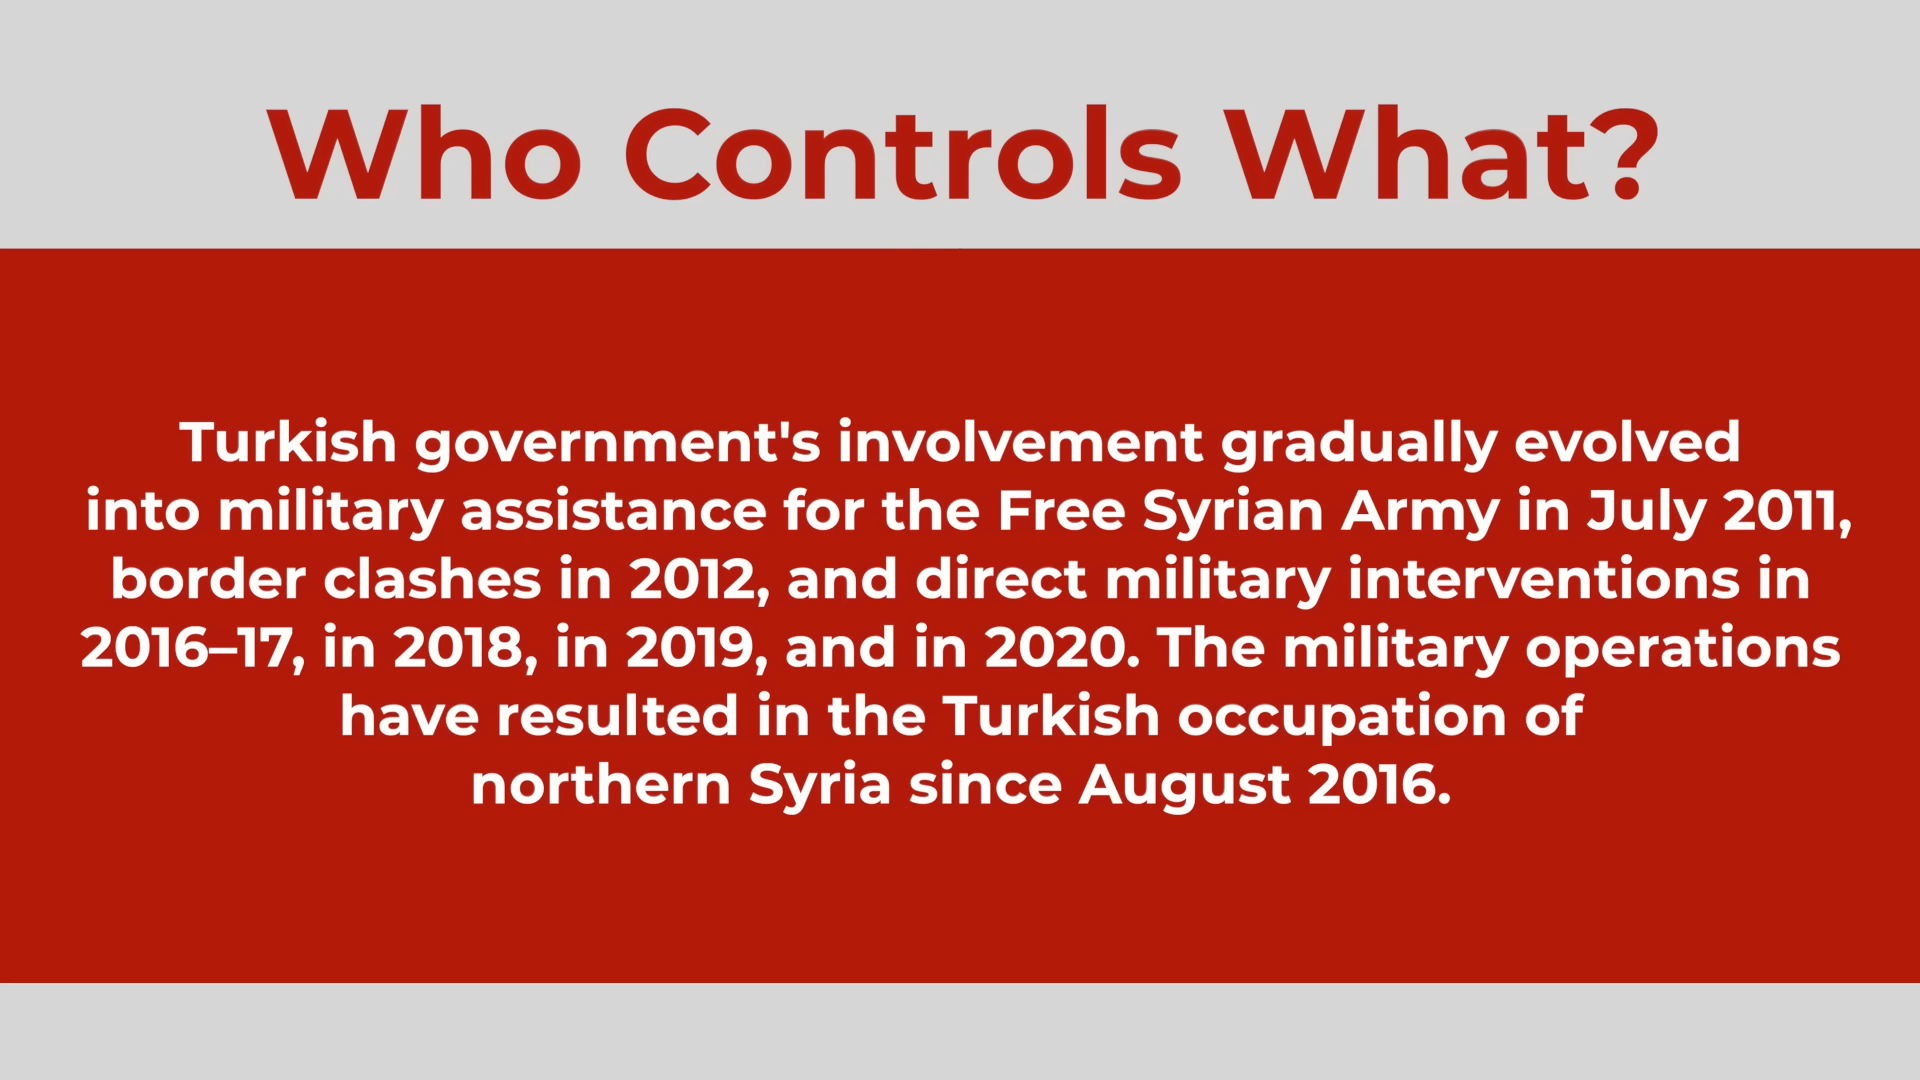 Who Controls What?
Turkish government's involvement gradually evolved
into military assistance for the Free Syrian Army in July 2011,
border clashes in 2012, and direct military interventions in
2016–17, in 2018, in 2019, and in 2020. The military operations
have resulted in the Turkish occupation of
northern Syria since August 2016.